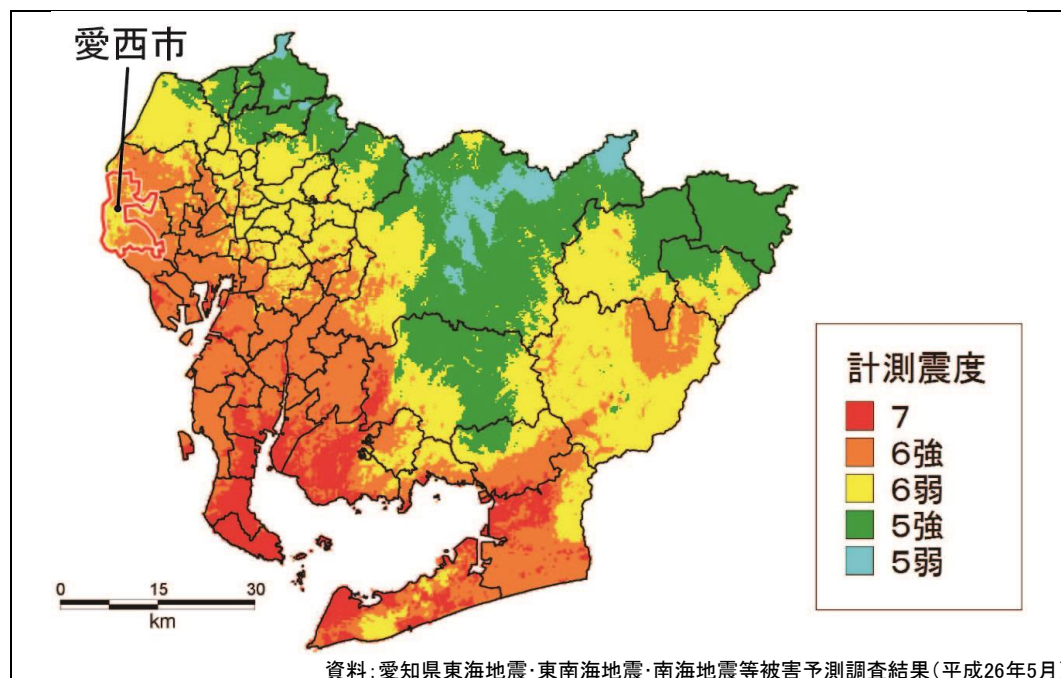 愛西市
計測震度
7
6強
6弱
5強
5弱
0 15 30
km
資料:愛知県東海地震・東南海地震・南海地震等被害予測調査結果(平成26年5月)